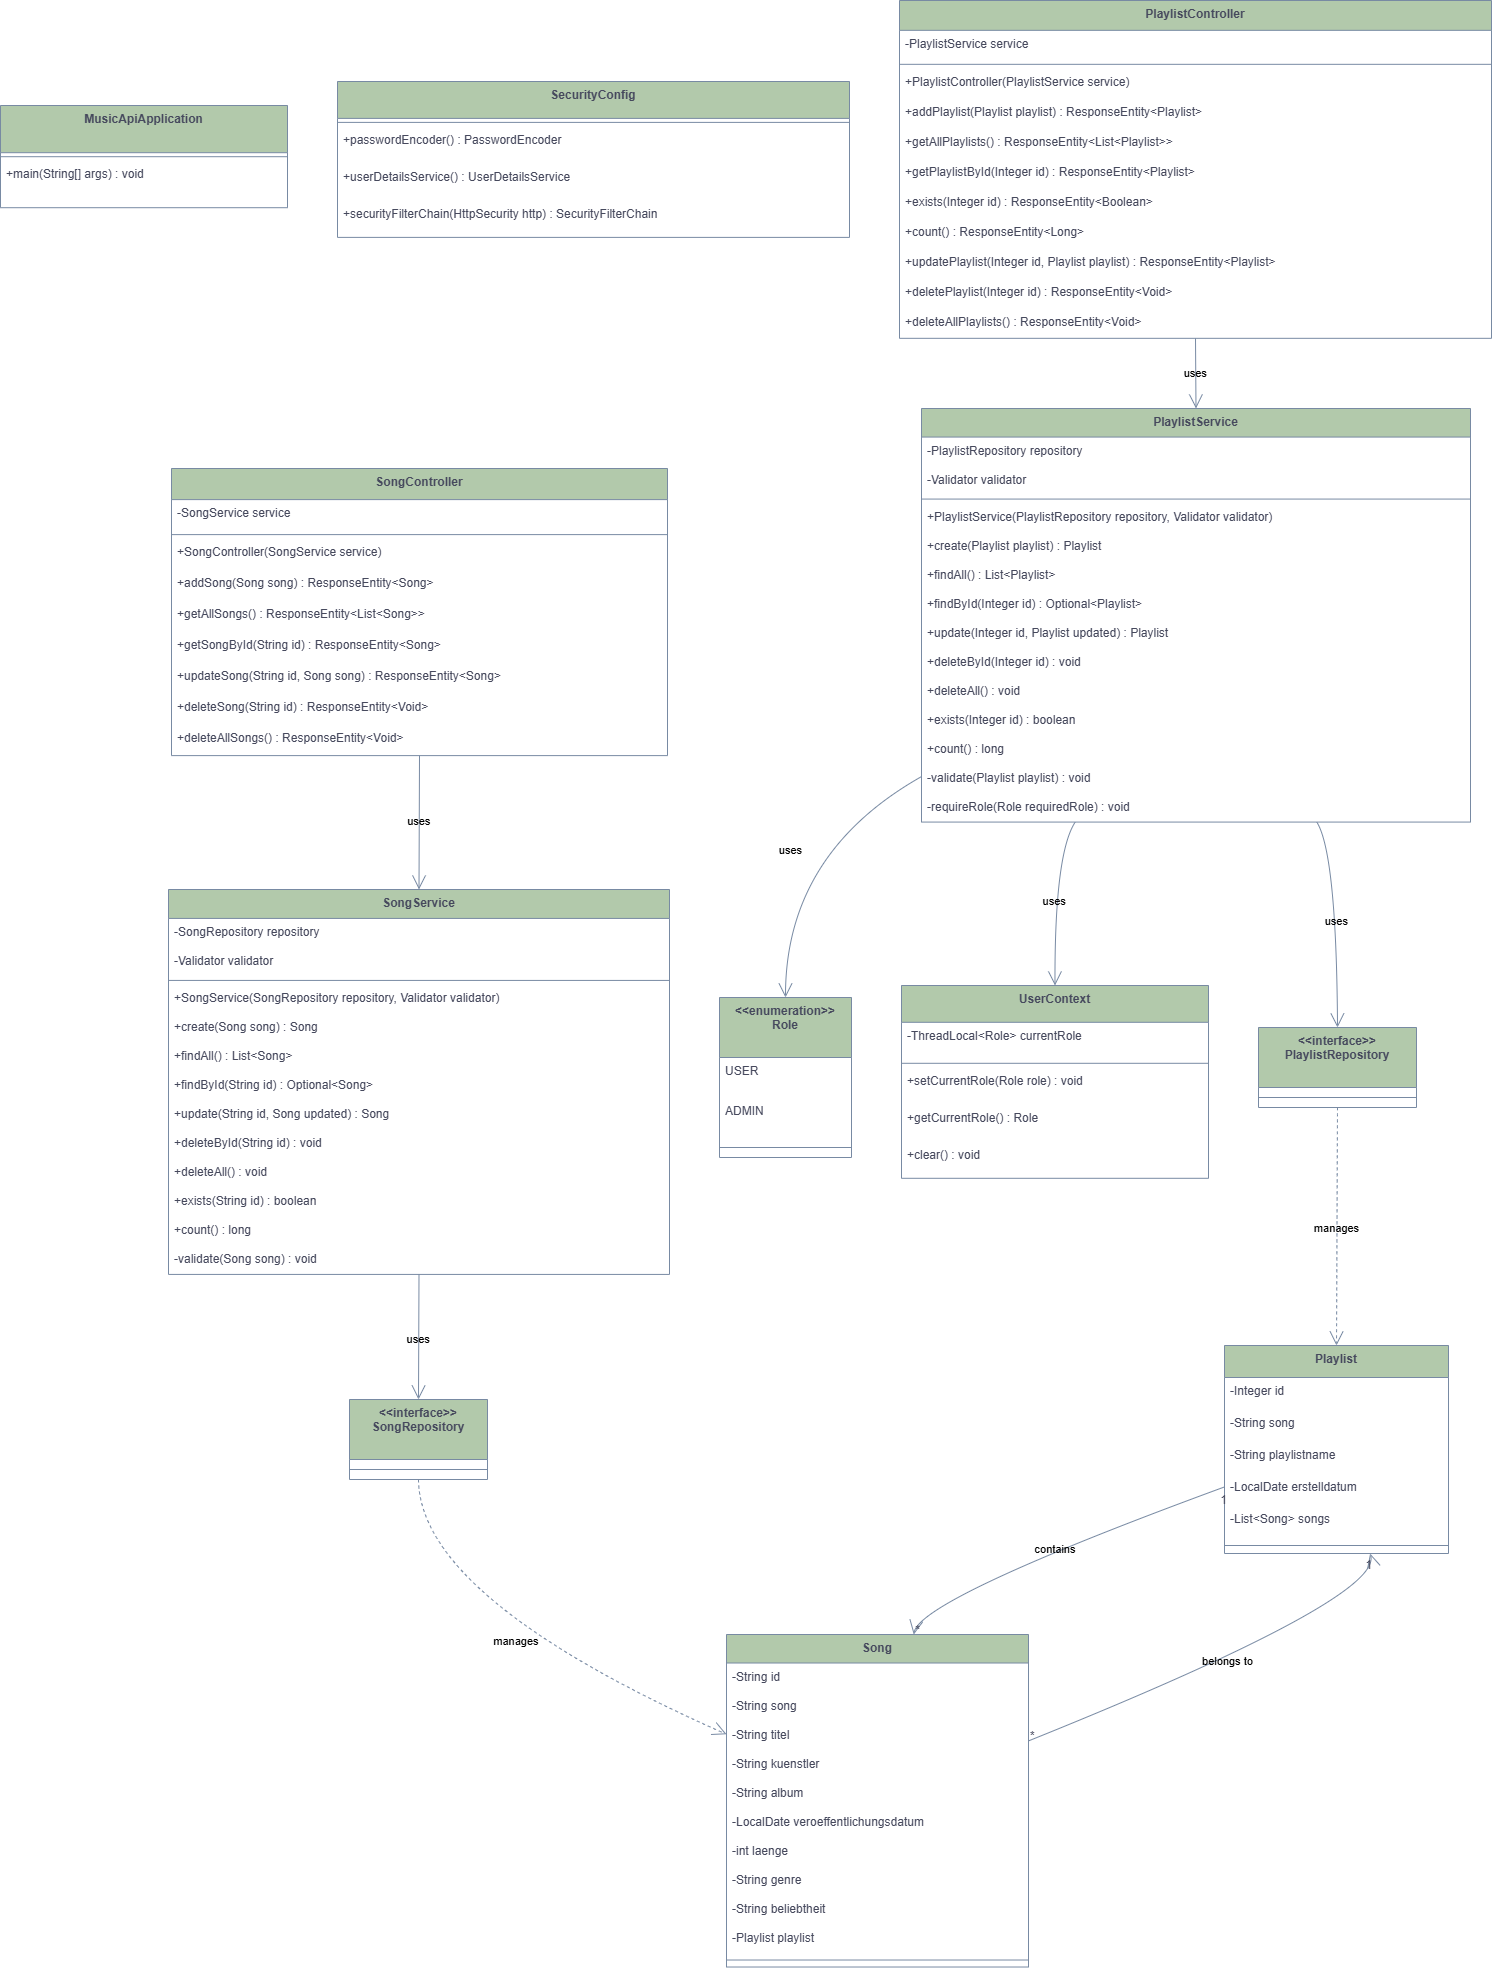 PlaylistController
-PlaylistService service
+PlaylistController(PlaylistService service)
+addPlaylist(Playlist playlist) : ResponseEntity<Playlist>
+getAllPlaylists() : ResponseEntity<List<Playlist>>
+getPlaylistById(Integer id) : ResponseEntity<Playlist>
+exists(Integer id) : ResponseEntity<Boolean>
+count() : ResponseEntity<Long>
+updatePlaylist(Integer id, Playlist playlist) : ResponseEntity<Playlist>
+deletePlaylist(Integer id) : ResponseEntity<Void>
+deleteAllPlaylists() : ResponseEntity<Void>
SecurityConfig
+passwordEncoder() : PasswordEncoder
+userDetailsService() : UserDetailsService
+securityFilterChain(HttpSecurity http) : SecurityFilterChain
MusicApiApplication
+main(String[] args) : void
uses
PlaylistService
-PlaylistRepository repository
-Validator validator
+PlaylistService(PlaylistRepository repository, Validator validator)
+create(Playlist playlist) : Playlist
+findAll() : List<Playlist>
+findById(Integer id) : Optional<Playlist>
+update(Integer id, Playlist updated) : Playlist
+deleteById(Integer id) : void
+deleteAll() : void
+exists(Integer id) : boolean
+count() : long
-validate(Playlist playlist) : void
-requireRole(Role requiredRole) : void
SongController
-SongService service
+SongController(SongService service)
+addSong(Song song) : ResponseEntity<Song>
+getAllSongs() : ResponseEntity<List<Song>>
+getSongById(String id) : ResponseEntity<Song>
+updateSong(String id, Song song) : ResponseEntity<Song>
+deleteSong(String id) : ResponseEntity<Void>
+deleteAllSongs() : ResponseEntity<Void>
uses
uses
uses
uses
SongService
-SongRepository repository
-Validator validator
+SongService(SongRepository repository, Validator validator)
+create(Song song) : Song
+findAll() : List<Song>
+findById(String id) : Optional<Song>
+update(String id, Song updated) : Song
+deleteById(String id) : void
+deleteAll() : void
+exists(String id) : boolean
+count() : long
-validate(Song song) : void
<<enumeration>>
Role
USER
ADMIN
UserContext
-ThreadLocal<Role> currentRole
+setCurrentRole(Role role) : void
+getCurrentRole() : Role
+clear() : void
<<interface>>
PlaylistRepository
manages
uses
<<interface>>
SongRepository
Playlist
-Integer id
-String song
-String playlistname
-LocalDate erstelldatum
-List<Song> songs
1
contains
*
1
belongs to
*
manages
Song
-String id
-String song
-String titel
-String kuenstler
-String album
-LocalDate veroeffentlichungsdatum
-int laenge
-String genre
-String beliebtheit
-Playlist playlist